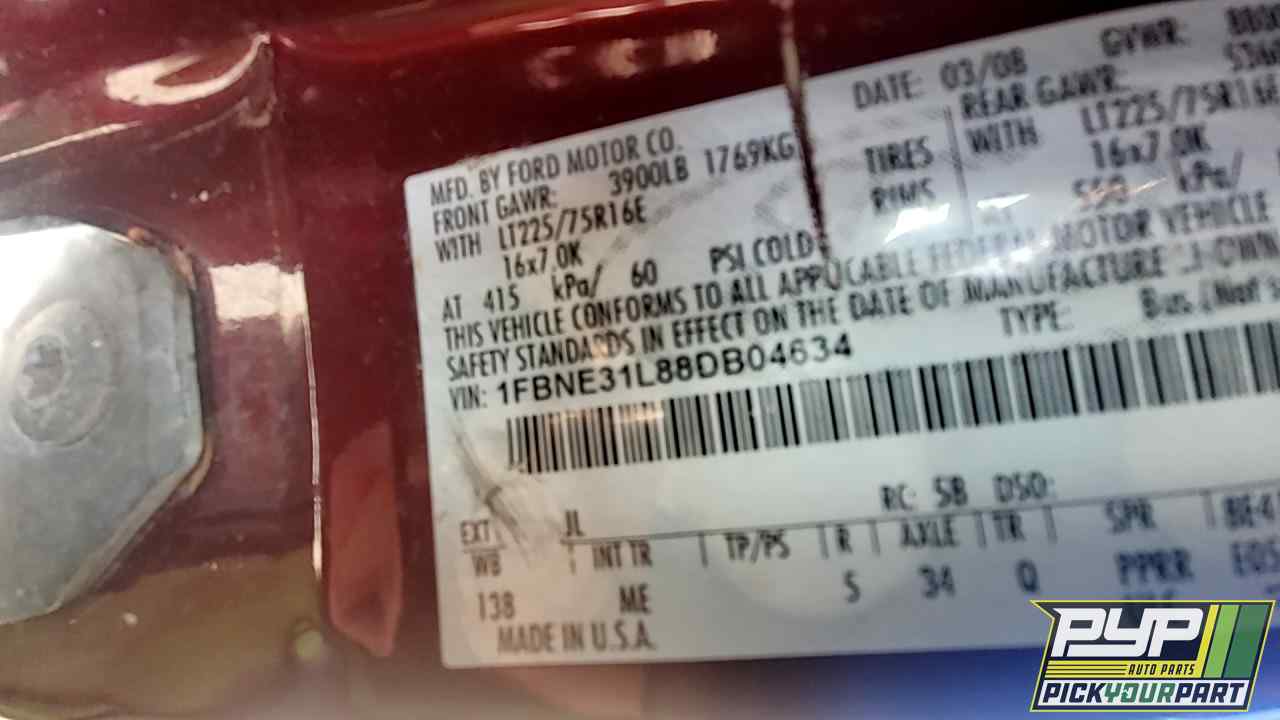 DATE: 03/08 GVWR:
MFD. BY FORD MOTOR CO.
FRONT GAWR: 3900LB 1769KG
REAR GAWR:
WITH LT225/75R16E TIRES WITH LT225/75R16E
16x7.0K RIMS 16x7.0K
AT 415 kPa/ 60 PSI COLD kPa/
THIS VEHICLE CONFORMS TO ALL APPLICABLE FEDERAL MOTOR VEHICLE
SAFETY STANDARDS IN EFFECT ON THE DATE OF MANUFACTURE
VIN: 1FBNE31L88DB04634
TYPE: Bus
RC: 58 DSO:
EXT JL
WB INT TR TP/PS R AXLE TR SPR
138 ME 5 34 Q PPRR
MADE IN U.S.A.
PYP
AUTO PARTS
PICKYOURPART